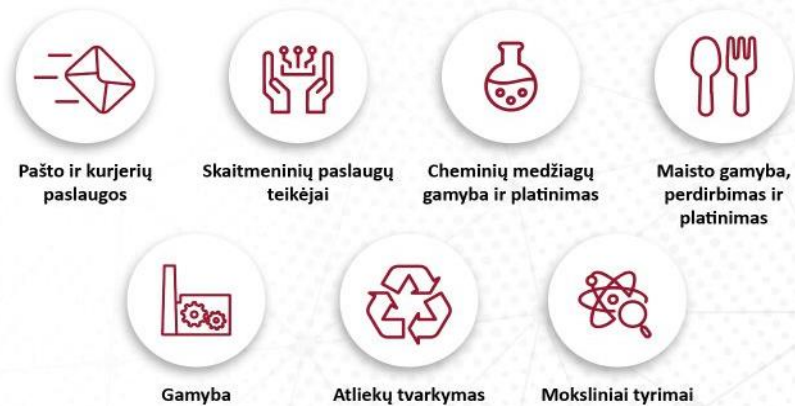 Pašto ir kurjerių
paslaugos
Skaitmeninių paslaugų
teikėjai
Cheminių medžiagų
gamyba ir platinimas
Maisto gamyba,
perdirbimas ir
platinimas
Gamyba
Atliekų tvarkymas
Moksliniai tyrimai